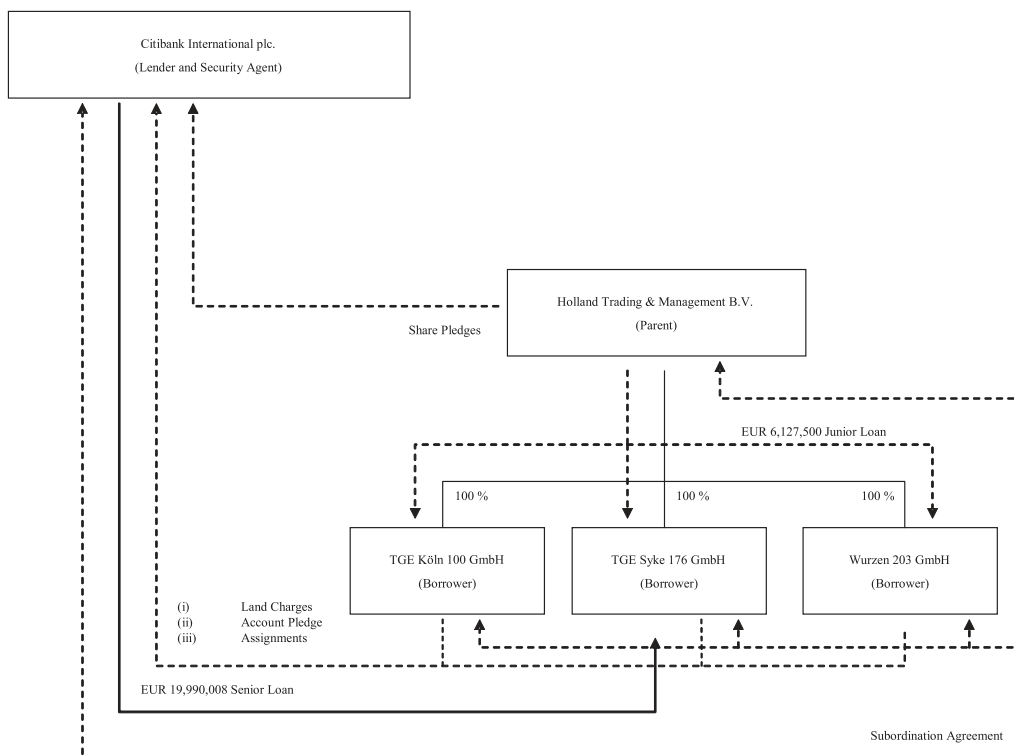 Citibank International plc.
(Lender and Security Agent)
Holland Trading & Management B.V.
(Parent)
Share Pledges
EUR 6,127,500 Junior Loan
100 %
100 %
100 %
TGE Köln 100 GmbH
(Borrower)
TGE Syke 176 GmbH
(Borrower)
Wurzen 203 GmbH
(Borrower)
(i) Land Charges
(ii) Account Pledge
(iii) Assignments
EUR 19,990,008 Senior Loan
Subordination Agreement